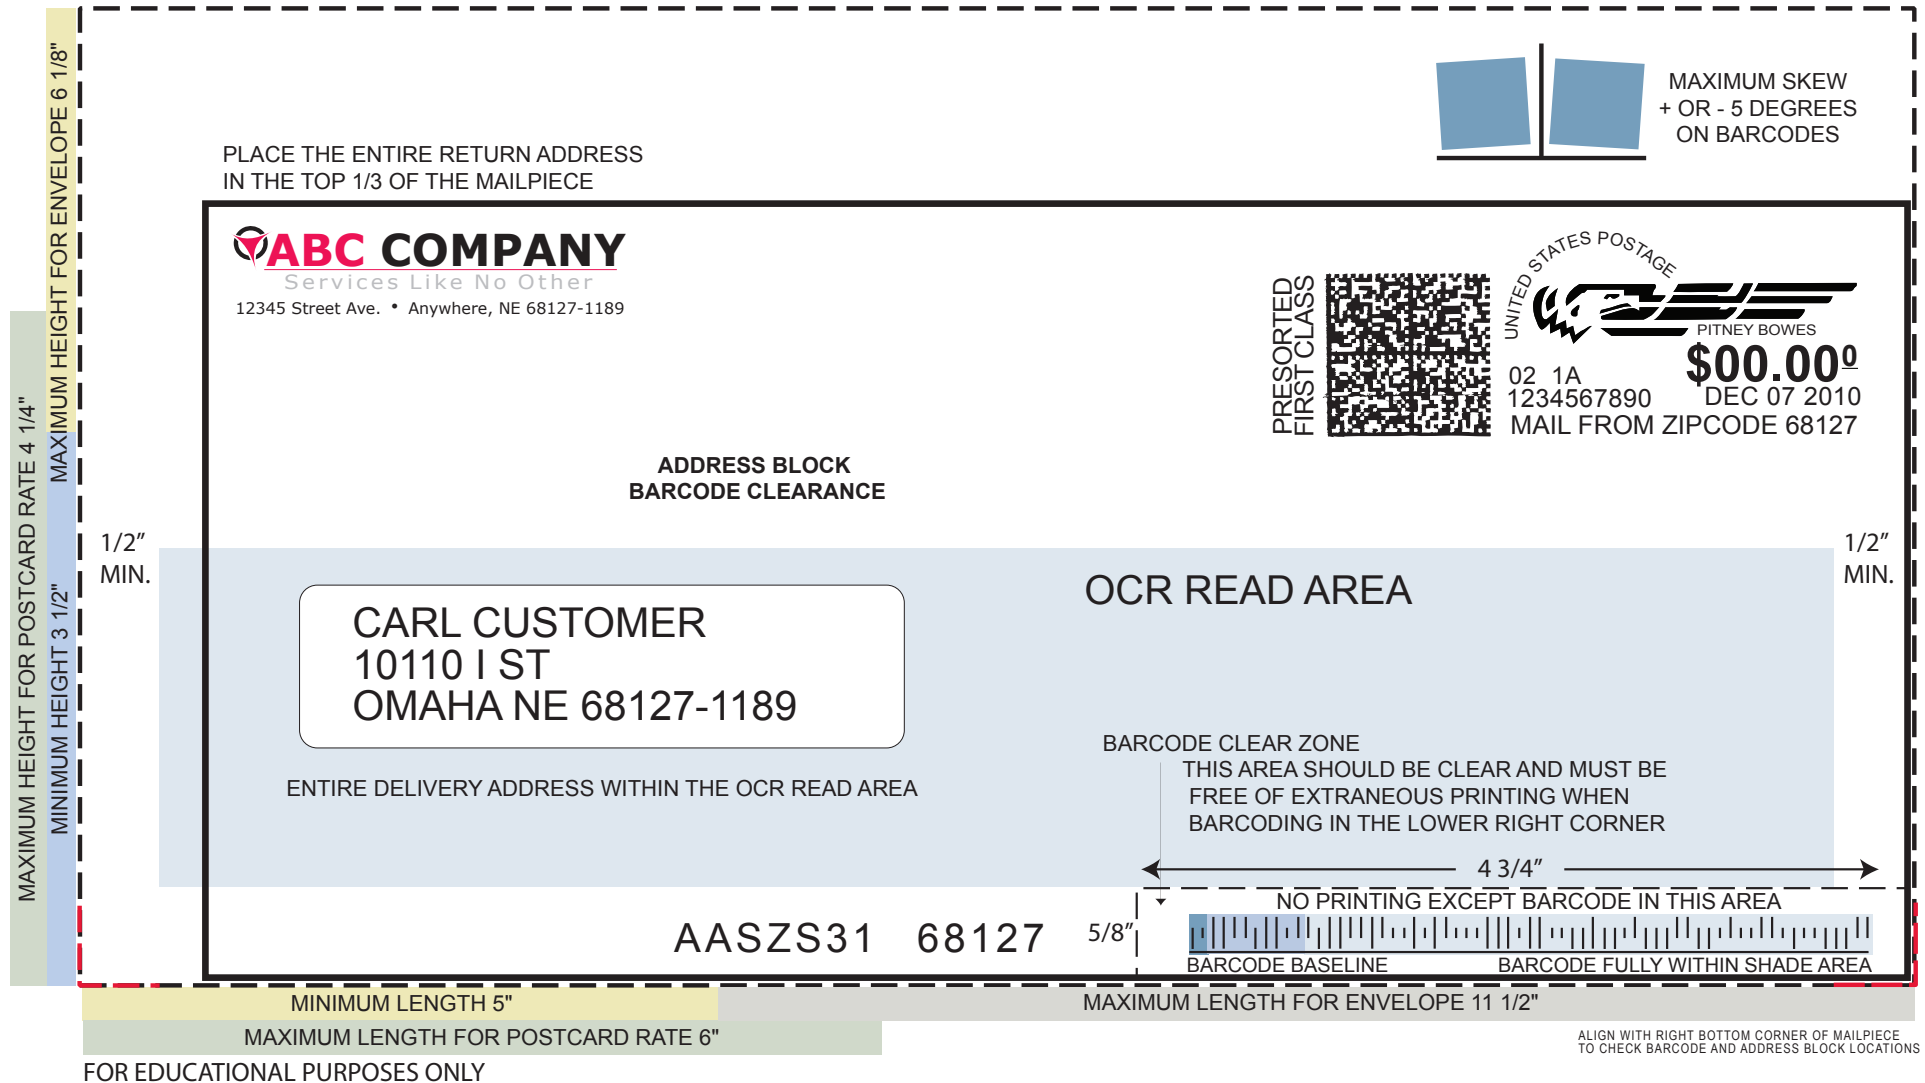 MAXIMUM SKEW
+ OR - 5 DEGREES
ON BARCODES
PLACE THE ENTIRE RETURN ADDRESS
IN THE TOP 1/3 OF THE MAILPIECE
ABC COMPANY
Services Like No Other
12345 Street Ave. • Anywhere, NE 68127-1189
PRESORTED
FIRST CLASS
UNITED STATES POSTAGE
PITNEY BOWES
$00.000
02 1A
1234567890
DEC 07 2010
MAIL FROM ZIPCODE 68127
MAXIMUM HEIGHT FOR ENVELOPE 6 1/8"
MAXIMUM HEIGHT FOR POSTCARD RATE 4 1/4"
MINIMUM HEIGHT 3 1/2"
ADDRESS BLOCK
BARCODE CLEARANCE
1/2”
MIN.
1/2”
MIN.
OCR READ AREA
CARL CUSTOMER
10110 I ST
OMAHA NE 68127-1189
ENTIRE DELIVERY ADDRESS WITHIN THE OCR READ AREA
BARCODE CLEAR ZONE
THIS AREA SHOULD BE CLEAR AND MUST BE
FREE OF EXTRANEOUS PRINTING WHEN
BARCODING IN THE LOWER RIGHT CORNER
4 3/4”
NO PRINTING EXCEPT BARCODE IN THIS AREA
AASZS31 68127
5/8”
BARCODE BASELINE
BARCODE FULLY WITHIN SHADE AREA
MINIMUM LENGTH 5"
MAXIMUM LENGTH FOR ENVELOPE 11 1/2"
MAXIMUM LENGTH FOR POSTCARD RATE 6"
ALIGN WITH RIGHT BOTTOM CORNER OF MAILPIECE
TO CHECK BARCODE AND ADDRESS BLOCK LOCATIONS
FOR EDUCATIONAL PURPOSES ONLY